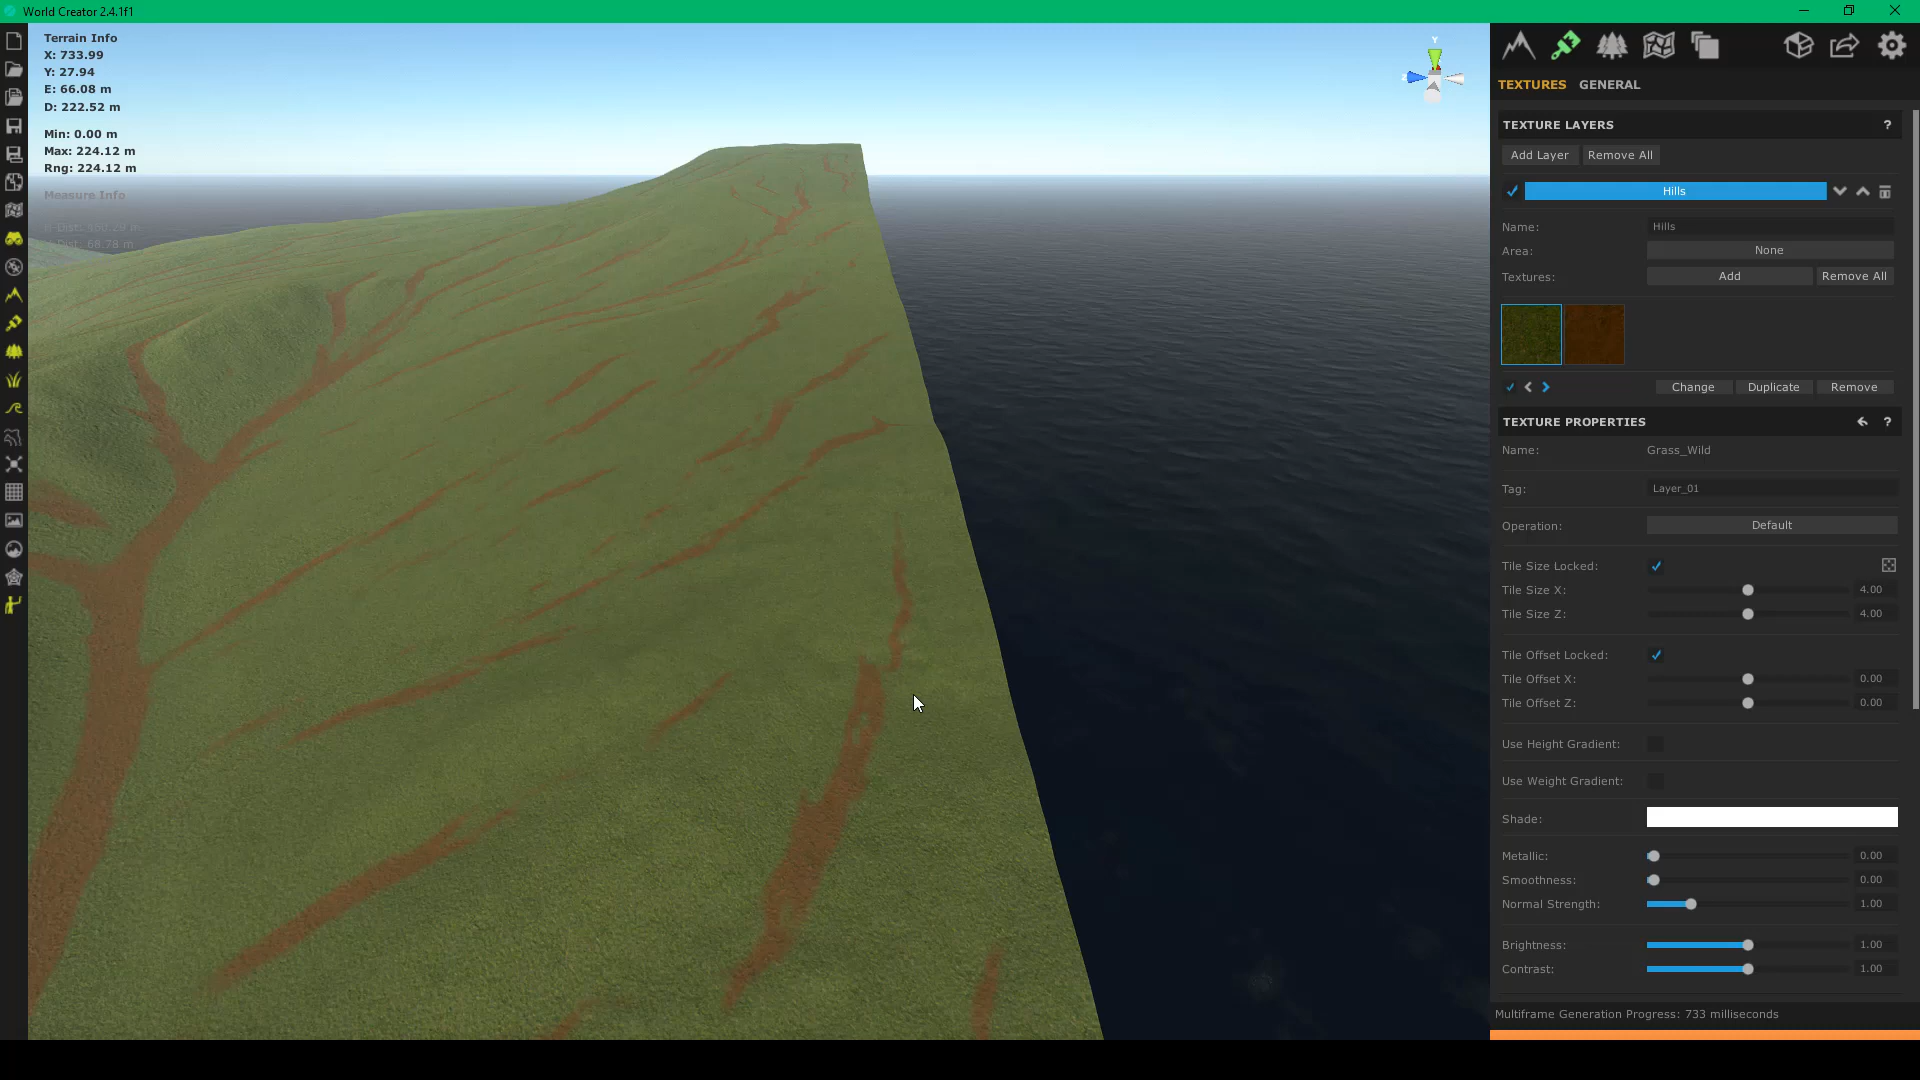 World Creator 2.4.1f1
Terrain Info
X: 733.99
Y: 27.94
E: 66.08 m
D: 222.52 m
Min: 0.00 m
Max: 224.12 m
Rng: 224.12 m
Measure Info
Dist: 68.78 m
Y
TEXTURES GENERAL
TEXTURE LAYERS ?
Add Layer Remove All
Hills
Name: Hills
Area: None
Textures: Add Remove All
Change Duplicate Remove
TEXTURE PROPERTIES ?
Name: Grass_Wild
Tag: Layer_01
Operation: Default
Tile Size Locked:
Tile Size X: 4.00
Tile Size Z: 4.00
Tile Offset Locked:
Tile Offset X: 0.00
Tile Offset Z: 0.00
Use Height Gradient:
Use Weight Gradient:
Shade:
Metallic: 0.00
Smoothness: 0.00
Normal Strength: 1.00
Brightness: 1.00
Contrast: 1.00
Multiframe Generation Progress: 733 milliseconds